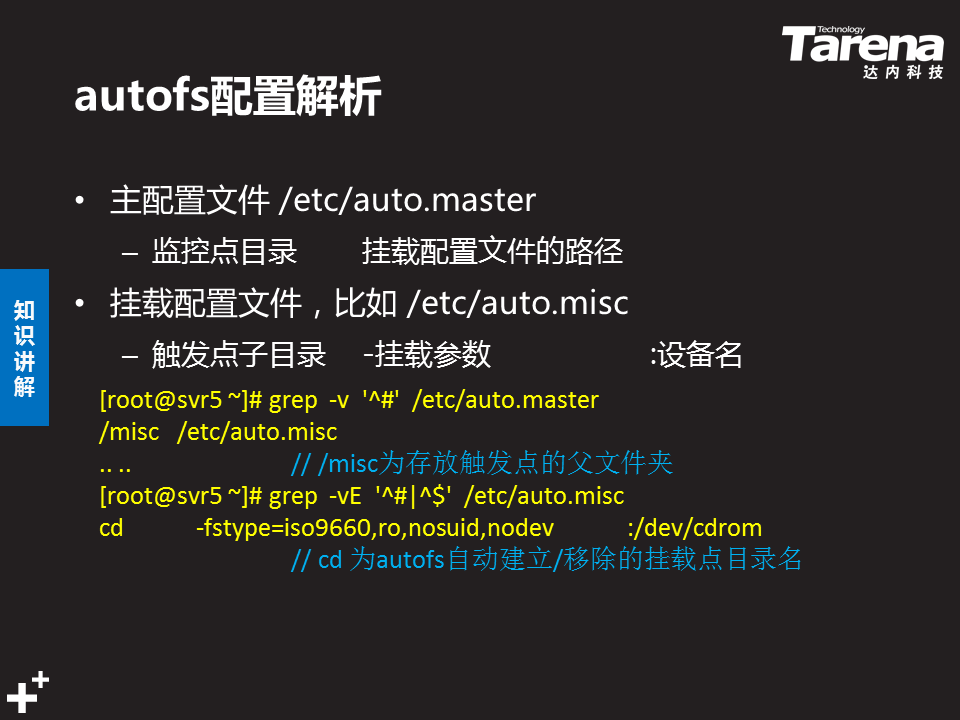 Technology
Tarena
达内科技
autofs配置解析
• 主配置文件 /etc/auto.master
– 监控点目录 挂载配置文件的路径
• 挂载配置文件，比如 /etc/auto.misc
– 触发点子目录 -挂载参数 :设备名
知识讲解
[root@svr5 ~]# grep -v '^#' /etc/auto.master
/misc /etc/auto.misc
.. .. // /misc为存放触发点的父文件夹
[root@svr5 ~]# grep -vE '^#|^$' /etc/auto.misc
cd -fstype=iso9660,ro,nosuid,nodev :/dev/cdrom
// cd 为autofs自动建立/移除的挂载点目录名